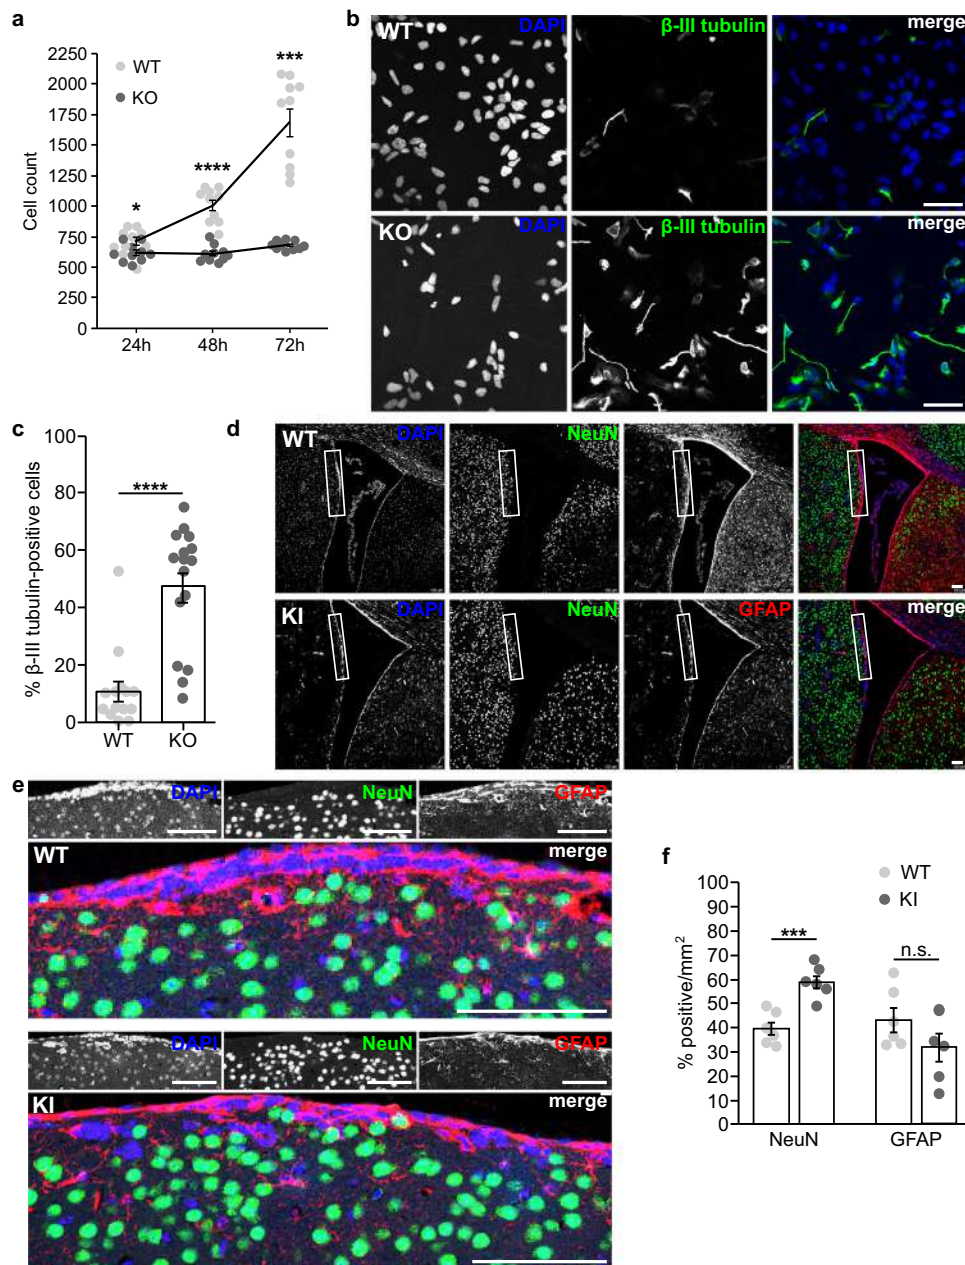 a
2250
2000
1750
1500
1250
1000
750
500
250
0
Cell count
WT
KO
*
****
***
24h
48h
72h
b
WT
DAPI
β-III tubulin
merge
KO
DAPI
β-III tubulin
merge
c
100
80
60
40
20
0
% β-III tubulin-positive cells
****
WT
KO
d
WT
DAPI
NeuN
merge
KI
DAPI
NeuN
GFAP
merge
e
DAPI
NeuN
GFAP
WT
merge
DAPI
NeuN
GFAP
KI
merge
f
WT
KI
100
90
80
70
60
50
40
30
20
10
0
% positive/mm²
***
n.s.
NeuN
GFAP